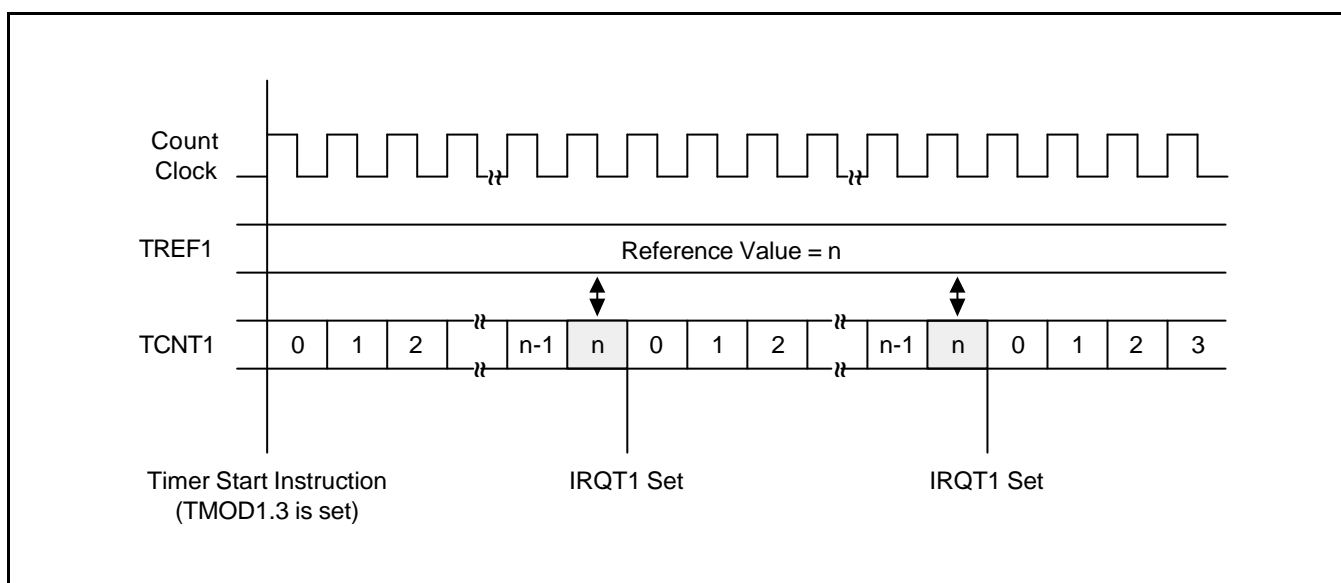 Count
Clock
TREF1
Reference Value = n
TCNT1
0 1 2 n-1 n 0 1 2 n-1 n 0 1 2 3
Timer Start Instruction
(TMOD1.3 is set)
IRQT1 Set
IRQT1 Set